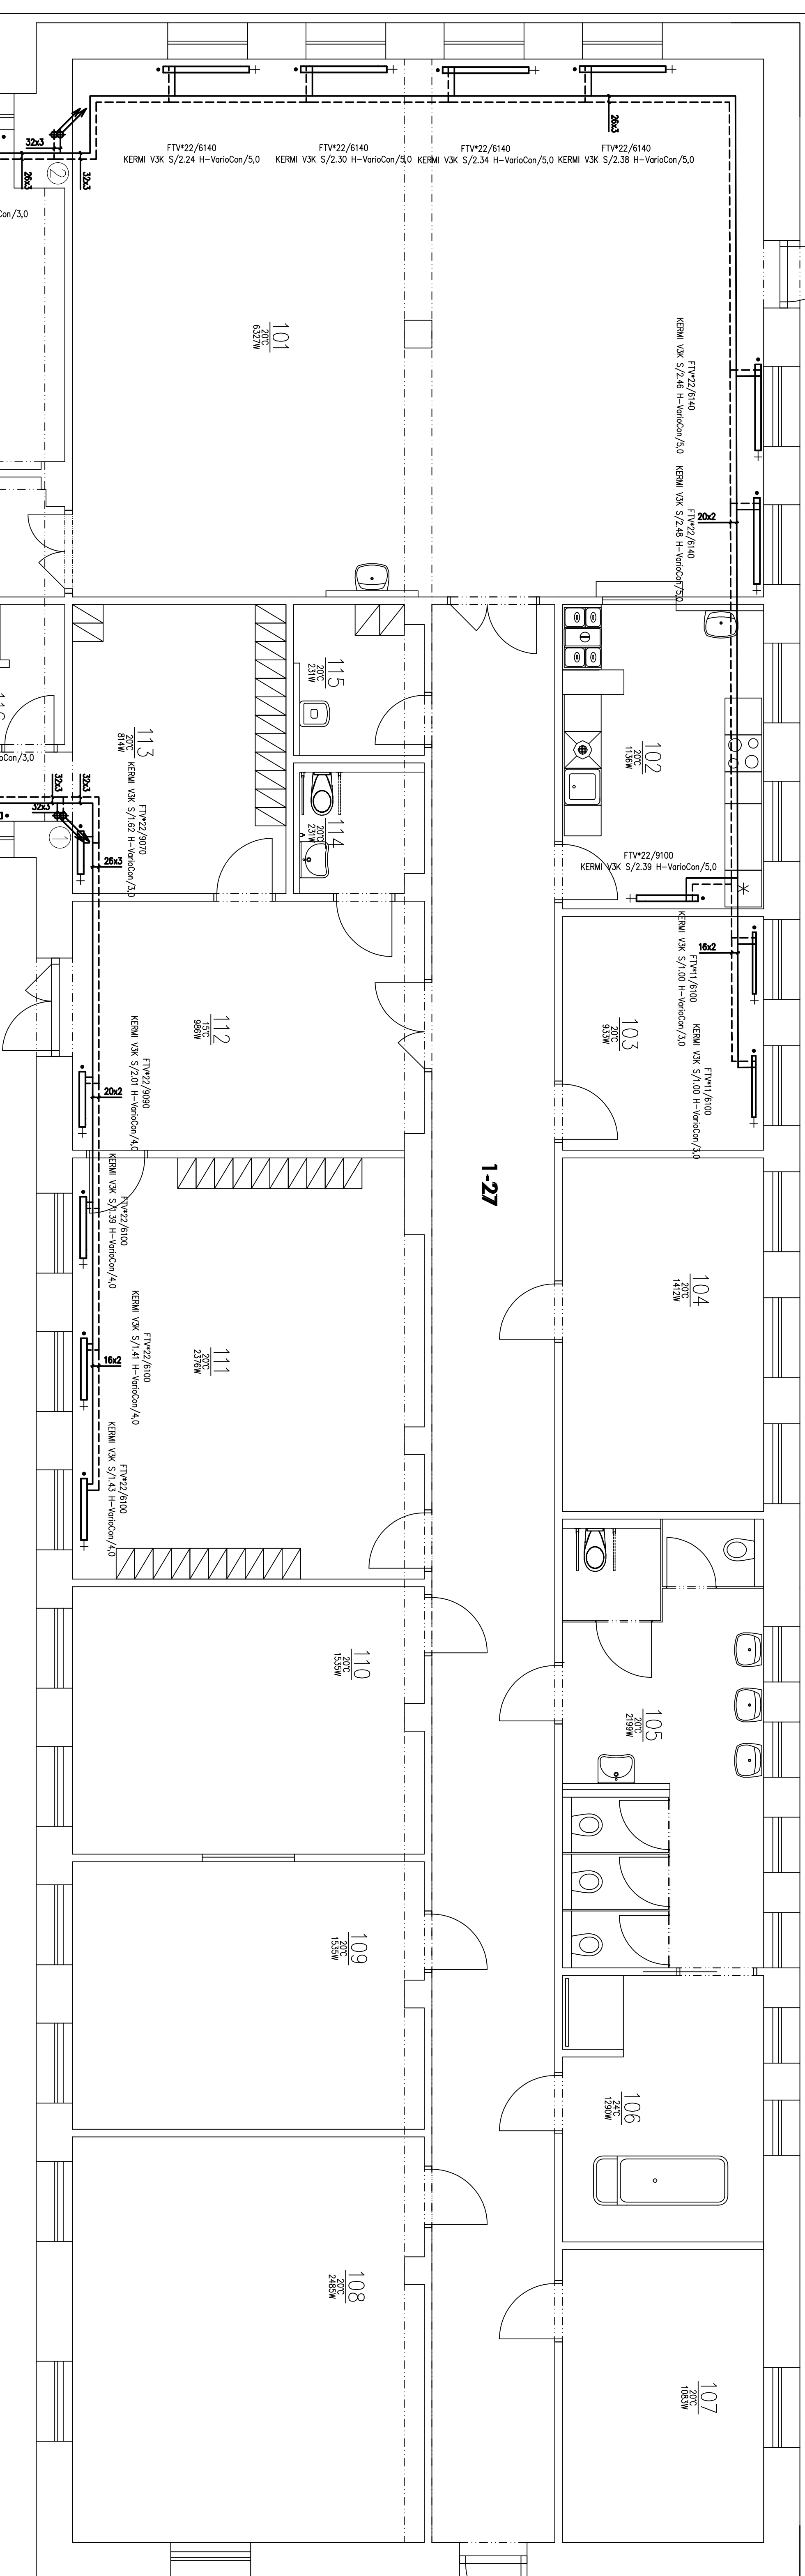 26x3
32x3
26x3
32x3
2
FTV*22/6140
KERMI V3K S/2.24 H-VarioCon/5,0
FTV*22/6140
KERMI V3K S/2.30 H-VarioCon/5,0
FTV*22/6140
KERMI V3K S/2.34 H-VarioCon/5,0
FTV*22/6140
KERMI V3K S/2.38 H-VarioCon/5,0
Con/3,0
101
20°C
6327W
FTV*22/6140
KERMI V3K S/2.46 H-VarioCon/5,0
FTV*22/6140
KERMI V3K S/2.48 H-VarioCon/5,0
20x2
115
20°C
231W
113
20°C
814W
102
20°C
1136W
oCon/3,0
32x3
32x3
32x3
1
FTV*22/9070
KERMI V3K S/1.62 H-VarioCon/3,0
26x3
114
20°C
231W
FTV*22/9100
KERMI V3K S/2.39 H-VarioCon/5,0
16x2
FTV*11/6100
KERMI V3K S/1.00 H-VarioCon/3,0
FTV*11/6100
KERMI V3K S/1.00 H-VarioCon/3,0
112
15°C
986W
103
20°C
933W
FTV*22/9090
KERMI V3K S/2.01 H-VarioCon/4,0
20x2
1-27
FTV*22/6100
KERMI V3K S/1.39 H-VarioCon/4,0
FTV*22/6100
KERMI V3K S/1.41 H-VarioCon/4,0
16x2
FTV*22/6100
KERMI V3K S/1.43 H-VarioCon/4,0
111
20°C
2376W
104
20°C
1412W
110
20°C
1535W
105
20°C
2199W
109
20°C
1535W
106
24°C
1290W
108
20°C
2485W
107
20°C
1083W